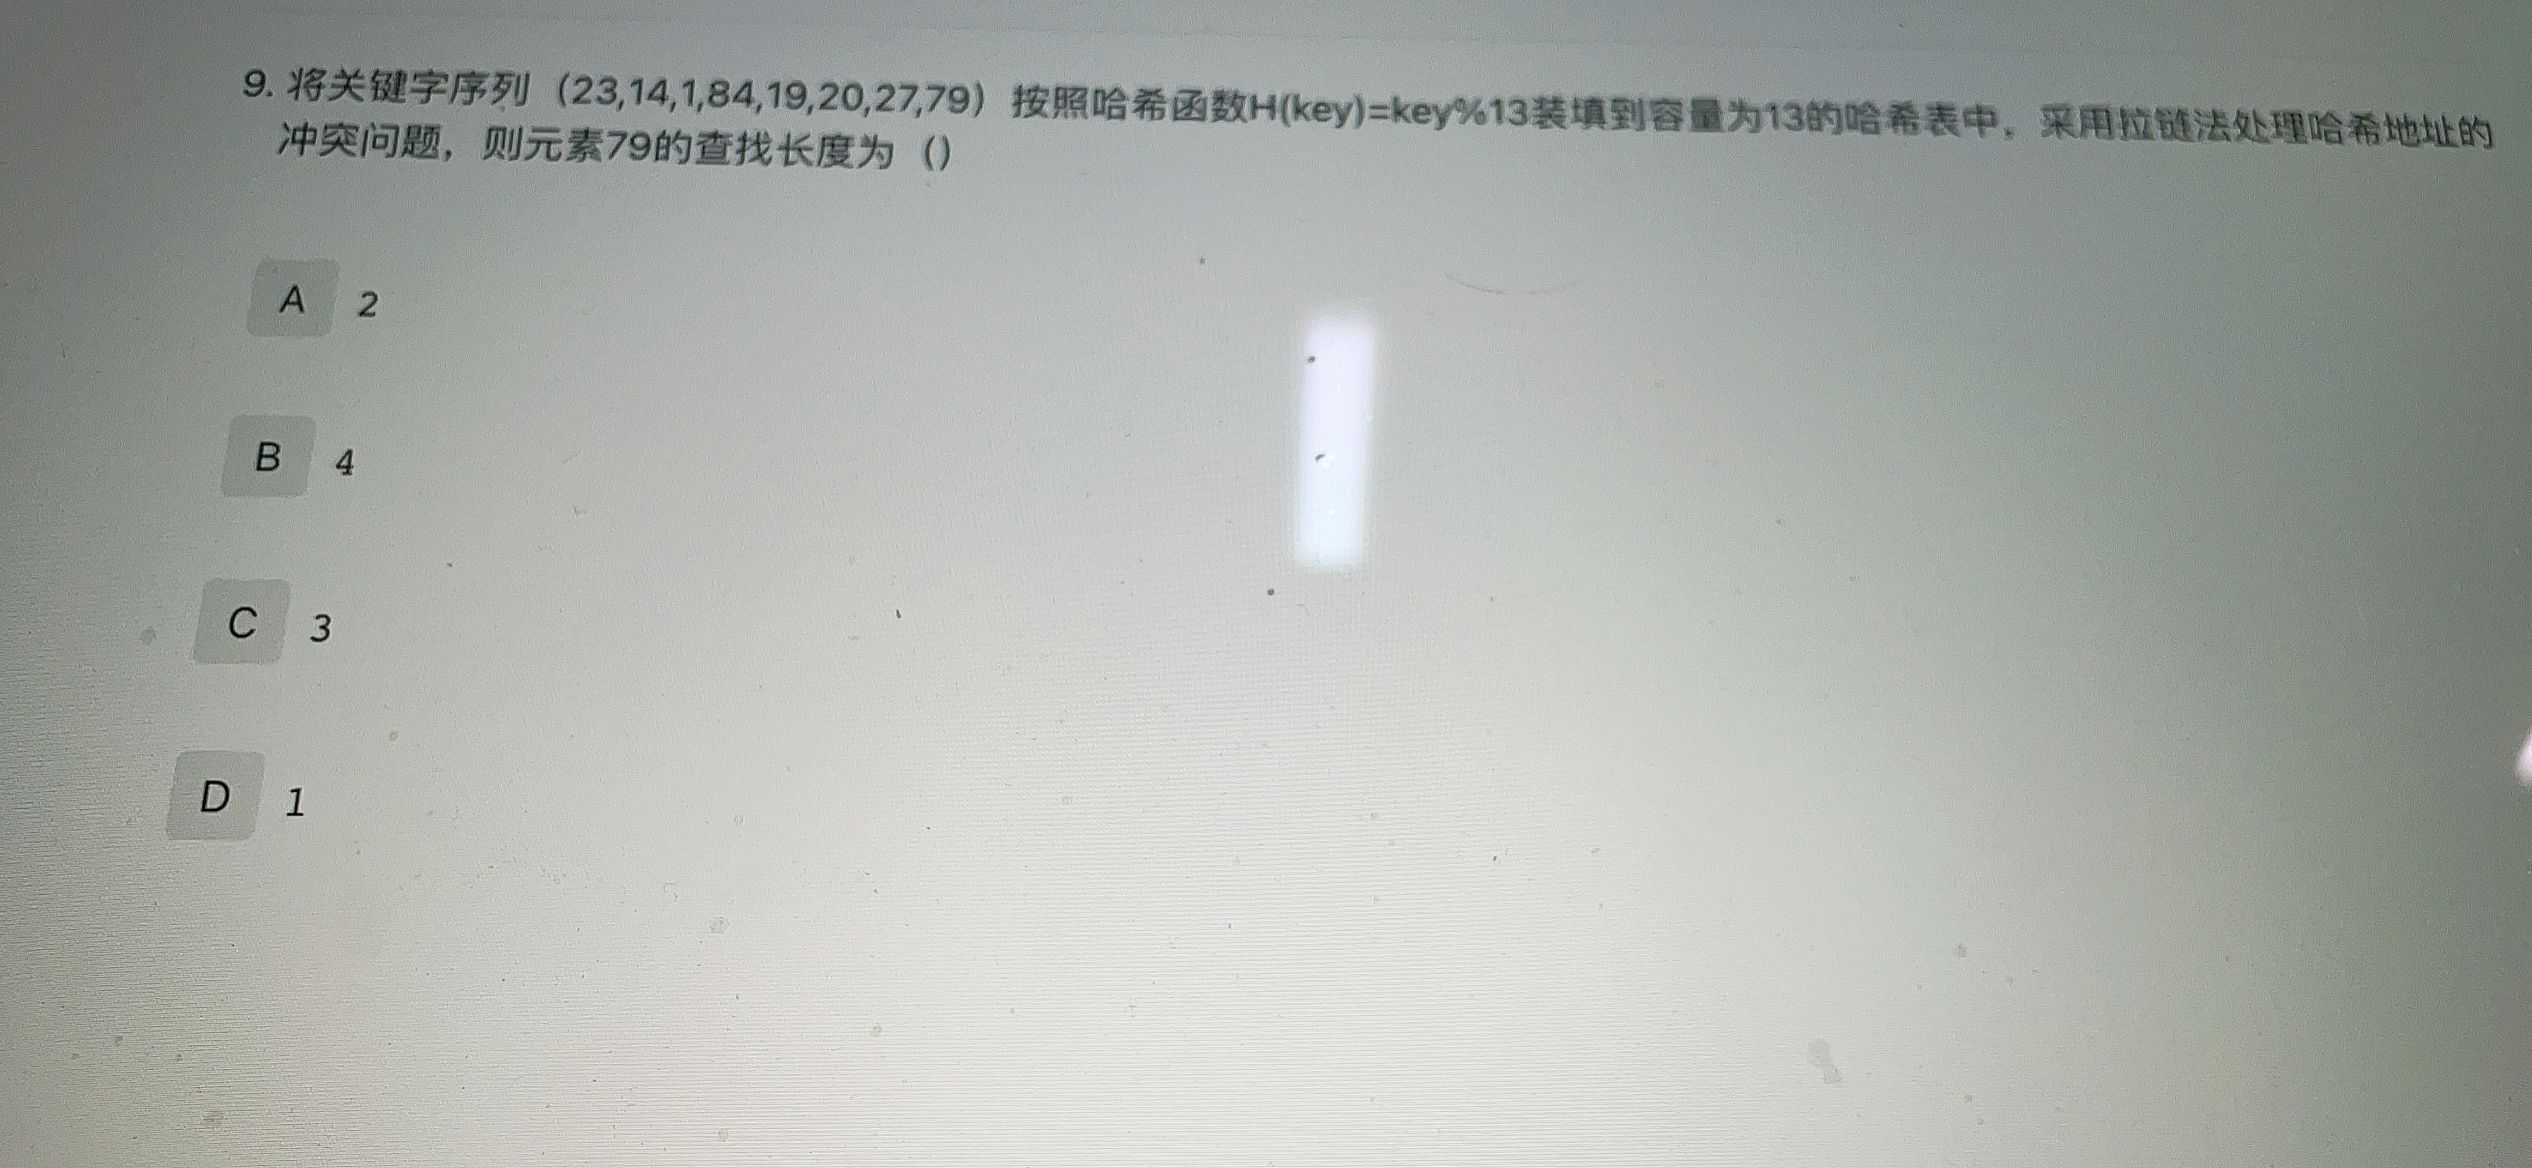 9. 将关键字序列（23,14,1,84,19,20,27,79）按照哈希函数H(key)=key%13装填到容量为13的哈希表中，采用拉链法处理哈希地址的
冲突问题，则元素79的查找长度为（）
A 2
B 4
C 3
D 1